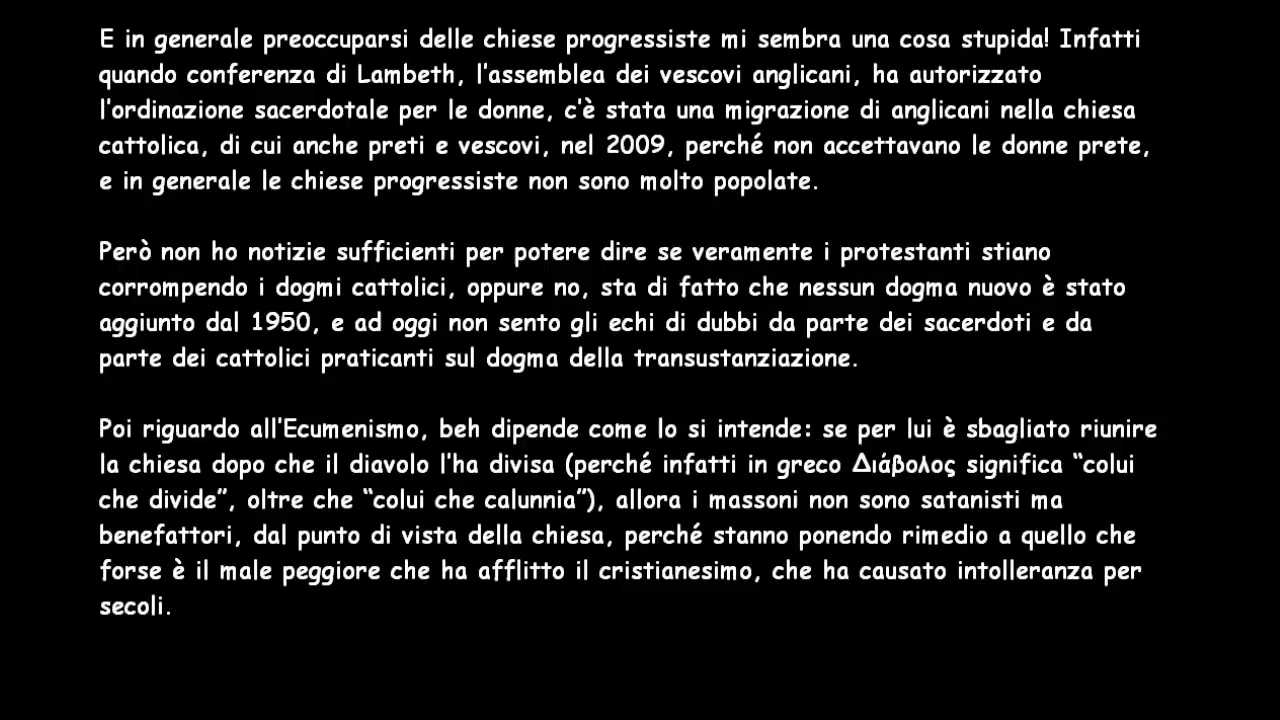 E in generale preoccuparsi delle chiese progressiste mi sembra una cosa stupida! Infatti
quando conferenza di Lambeth, l'assemblea dei vescovi anglicani, ha autorizzato
l'ordinazione sacerdotale per le donne, c'è stata una migrazione di anglicani nella chiesa
cattolica, di cui anche preti e vescovi, nel 2009, perché non accettavano le donne prete,
e in generale le chiese progressiste non sono molto popolate.

Però non ho notizie sufficienti per potere dire se veramente i protestanti stiano
corrompendo i dogmi cattolici, oppure no, sta di fatto che nessun dogma nuovo è stato
aggiunto dal 1950, e ad oggi non sento gli echi di dubbi da parte dei sacerdoti e da
parte dei cattolici praticanti sul dogma della transustanziazione.

Poi riguardo all'Ecumenismo, beh dipende come lo si intende: se per lui è sbagliato riunire
la chiesa dopo che il diavolo l'ha divisa (perché infatti in greco Διάβολος significa “colui
che divide”, oltre che “colui che calunnia”), allora i massoni non sono satanisti ma
benefattori, dal punto di vista della chiesa, perché stanno ponendo rimedio a quello che
forse è il male peggiore che ha afflitto il cristianesimo, che ha causato intolleranza per
secoli.